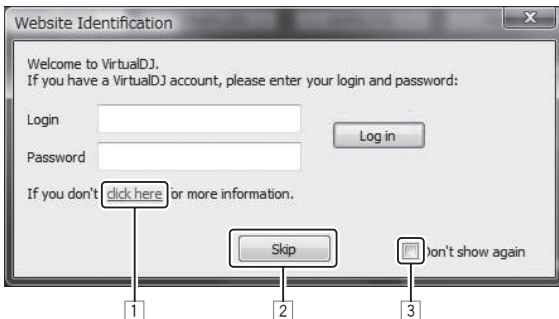 Website Identification
Welcome to VirtualDJ.
If you have a VirtualDJ account, please enter your login and password:
Login
Log in
Password
If you don't click here for more information.
Skip
Don't show again
1 2 3